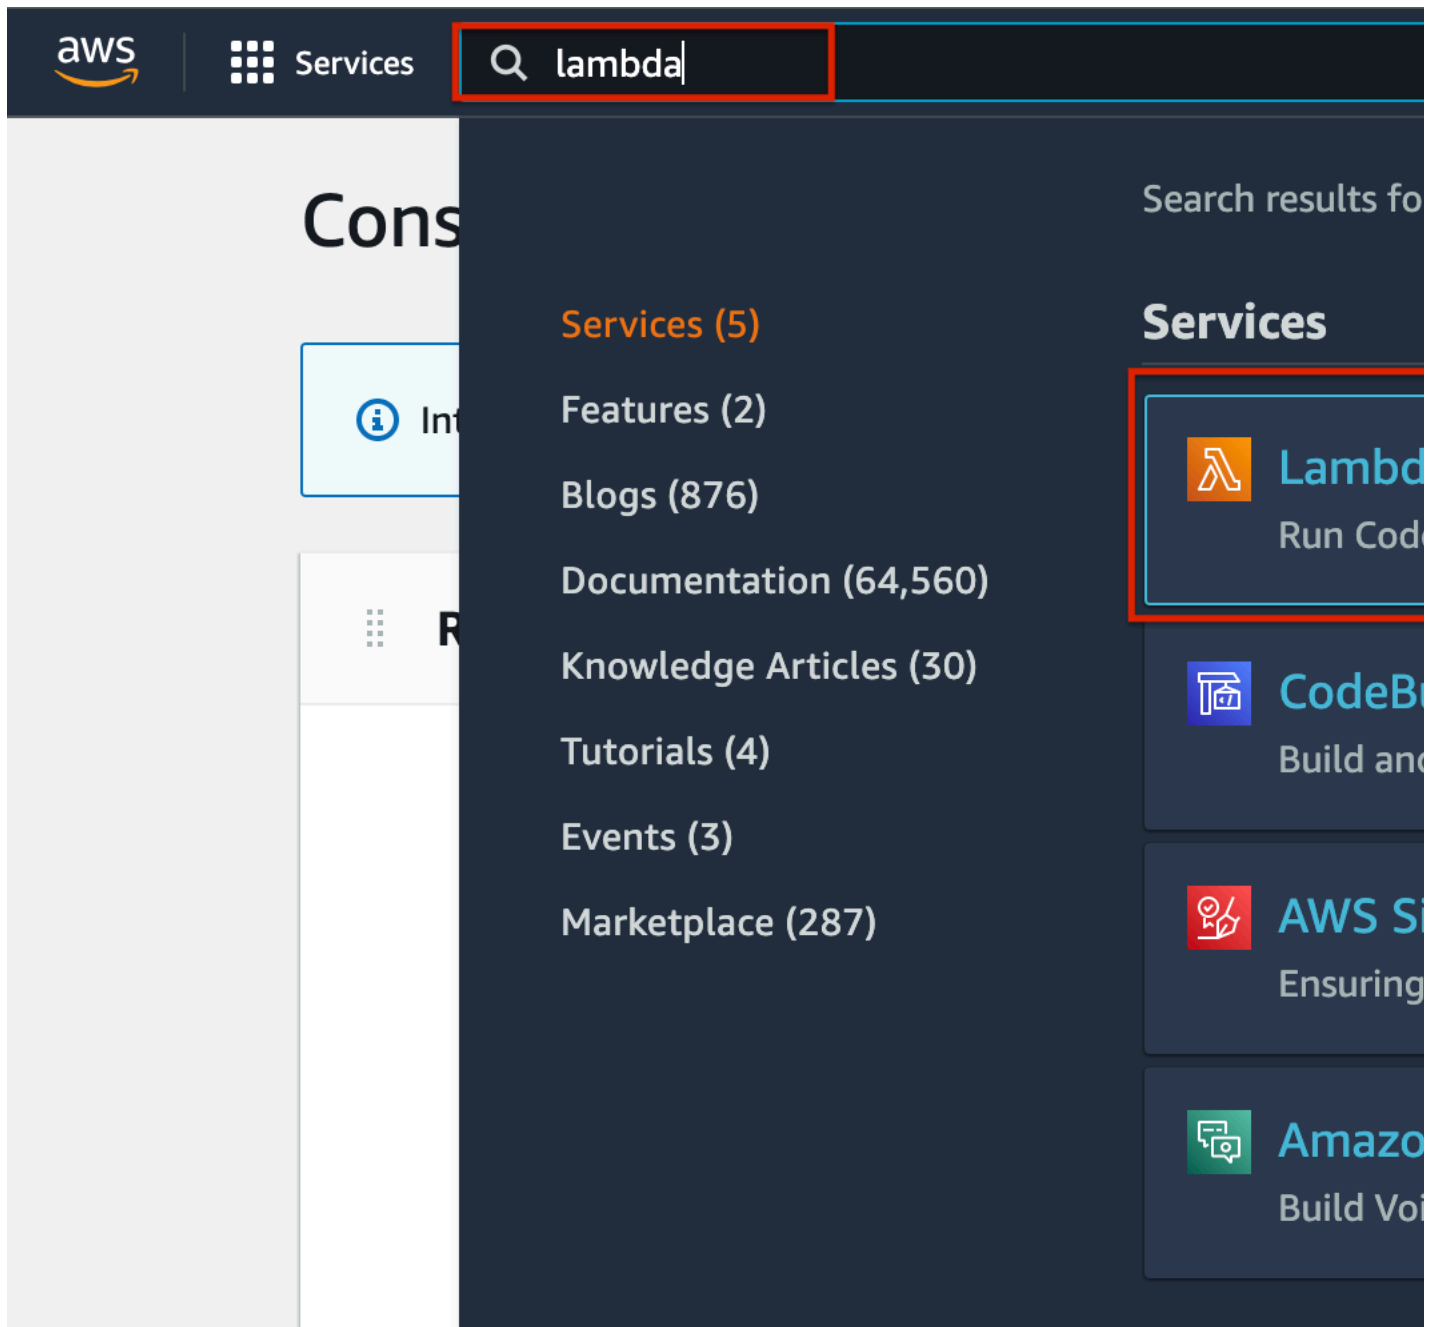 aws
Services
lambda
Cons
Search results fo
Services (5)
Features (2)
Blogs (876)
Documentation (64,560)
Knowledge Articles (30)
Tutorials (4)
Events (3)
Marketplace (287)
Int
R
Services
Lambd
Run Cod
CodeBu
Build and
AWS Si
Ensuring
Amazo
Build Voi